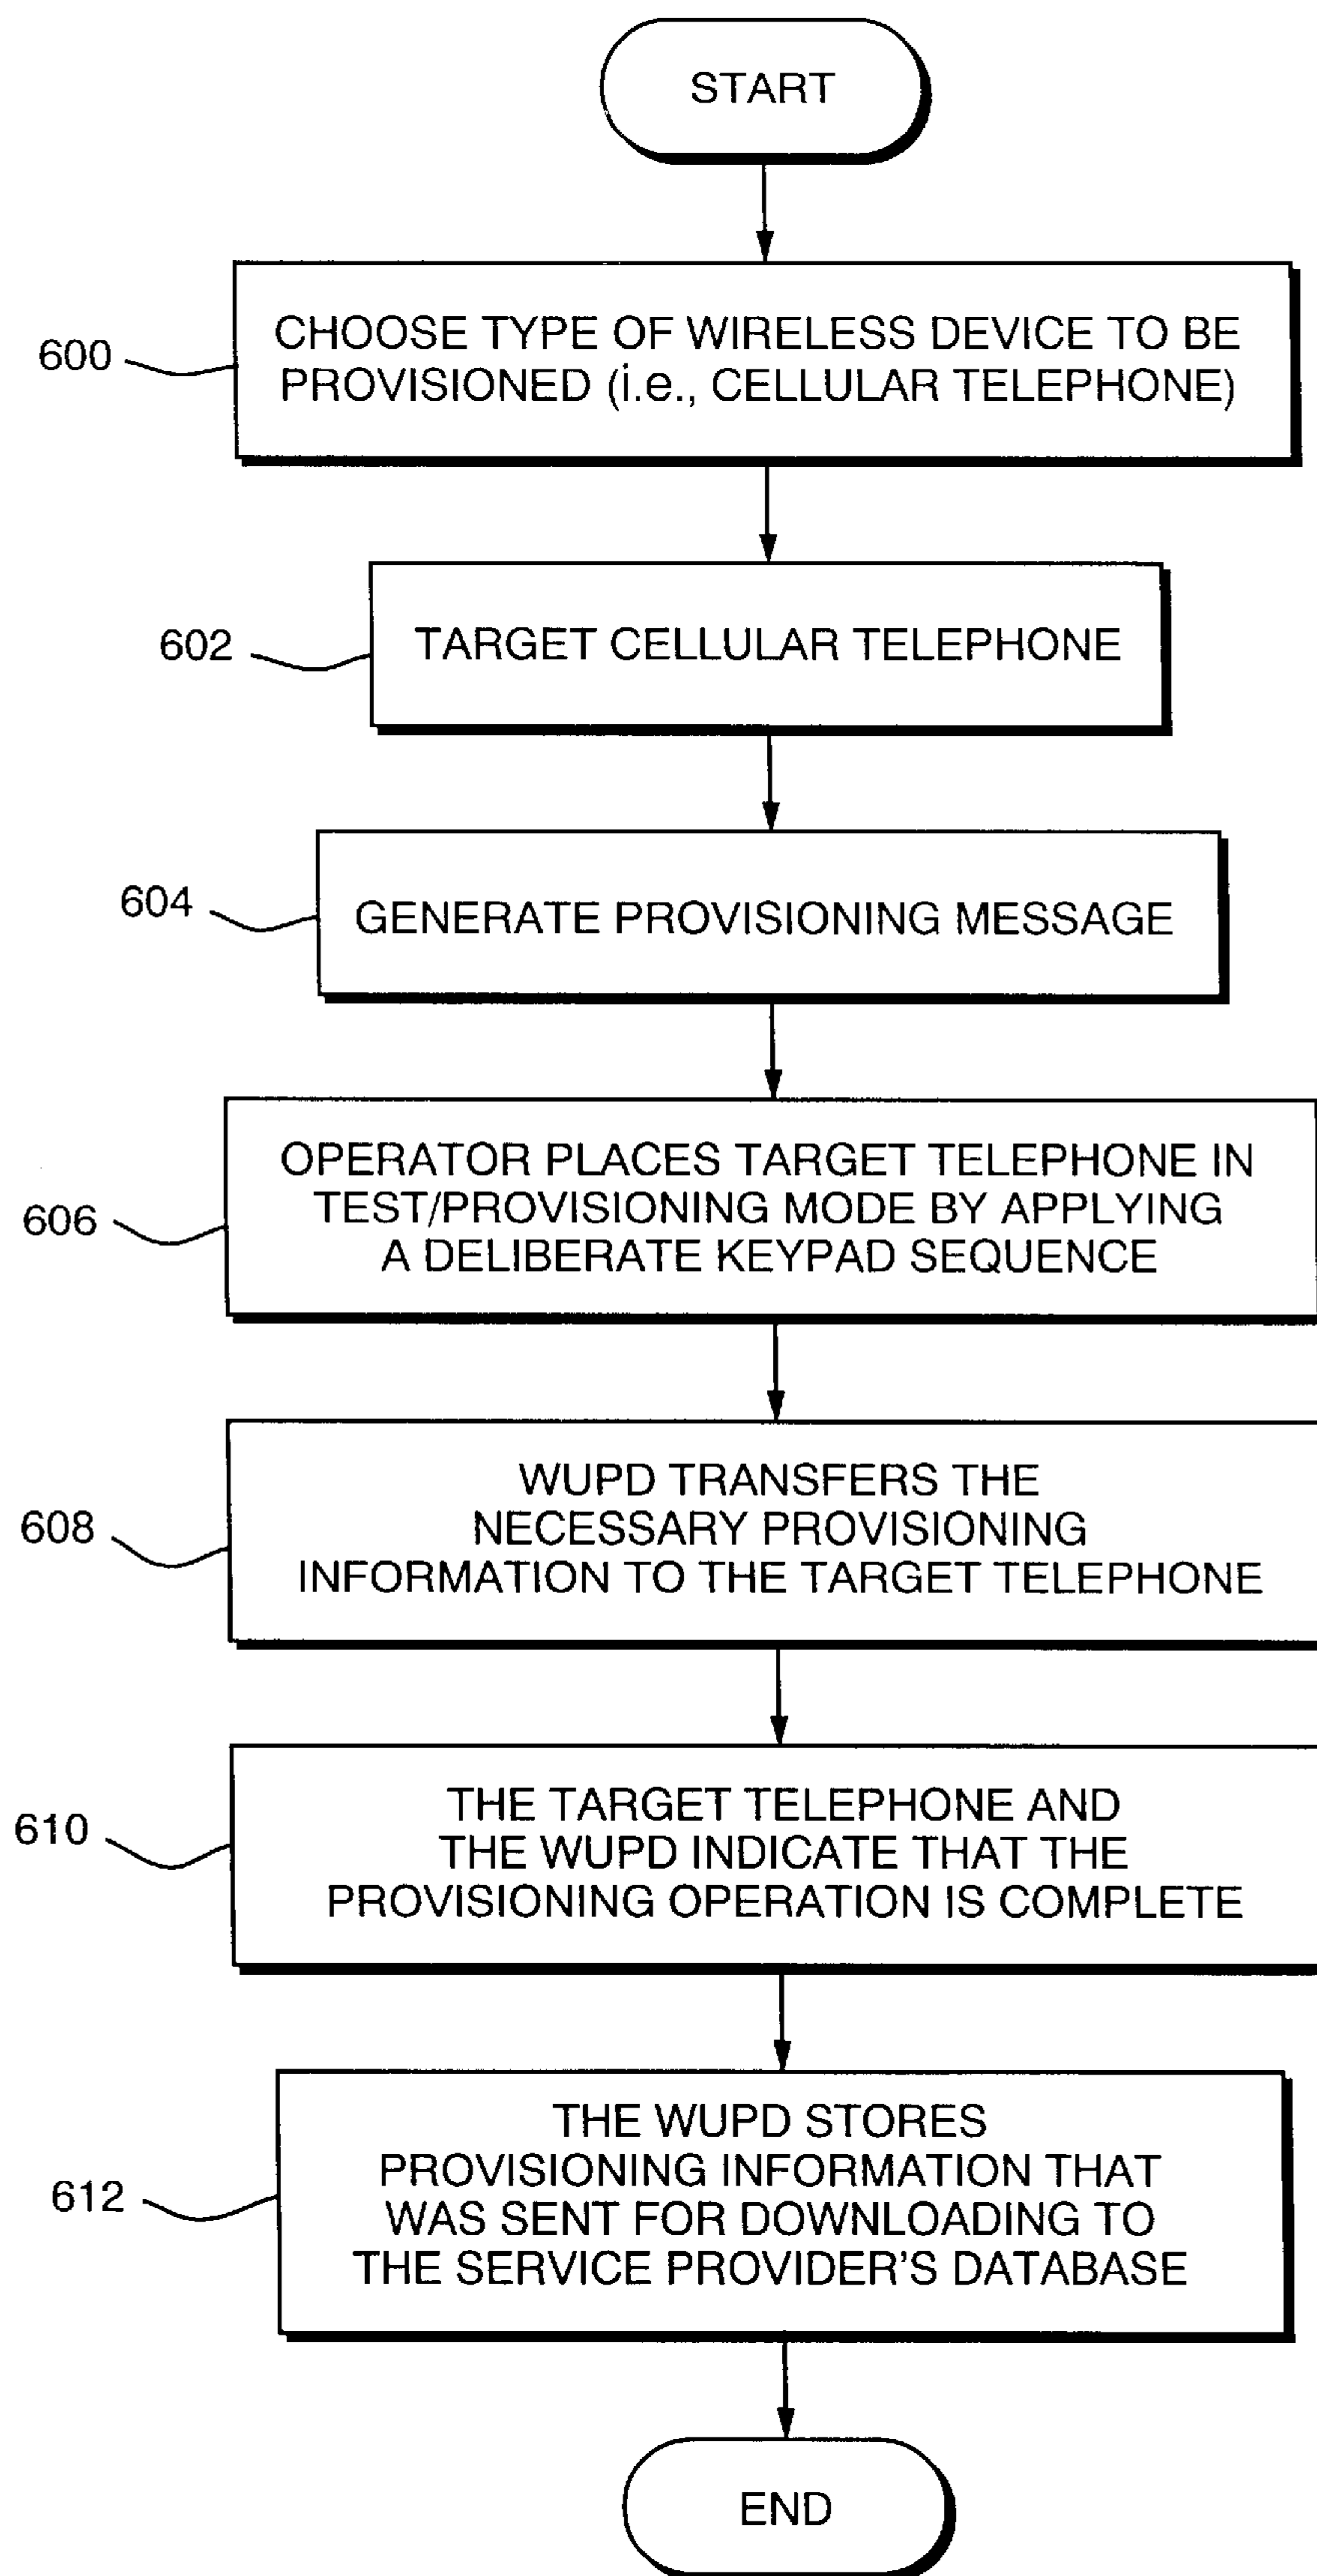 START
600
CHOOSE TYPE OF WIRELESS DEVICE TO BE
PROVISIONED (i.e., CELLULAR TELEPHONE)
602
TARGET CELLULAR TELEPHONE
604
GENERATE PROVISIONING MESSAGE
606
OPERATOR PLACES TARGET TELEPHONE IN
TEST/PROVISIONING MODE BY APPLYING
A DELIBERATE KEYPAD SEQUENCE
608
WUPD TRANSFERS THE
NECESSARY PROVISIONING
INFORMATION TO THE TARGET TELEPHONE
610
THE TARGET TELEPHONE AND
THE WUPD INDICATE THAT THE
PROVISIONING OPERATION IS COMPLETE
612
THE WUPD STORES
PROVISIONING INFORMATION THAT
WAS SENT FOR DOWNLOADING TO
THE SERVICE PROVIDER'S DATABASE
END